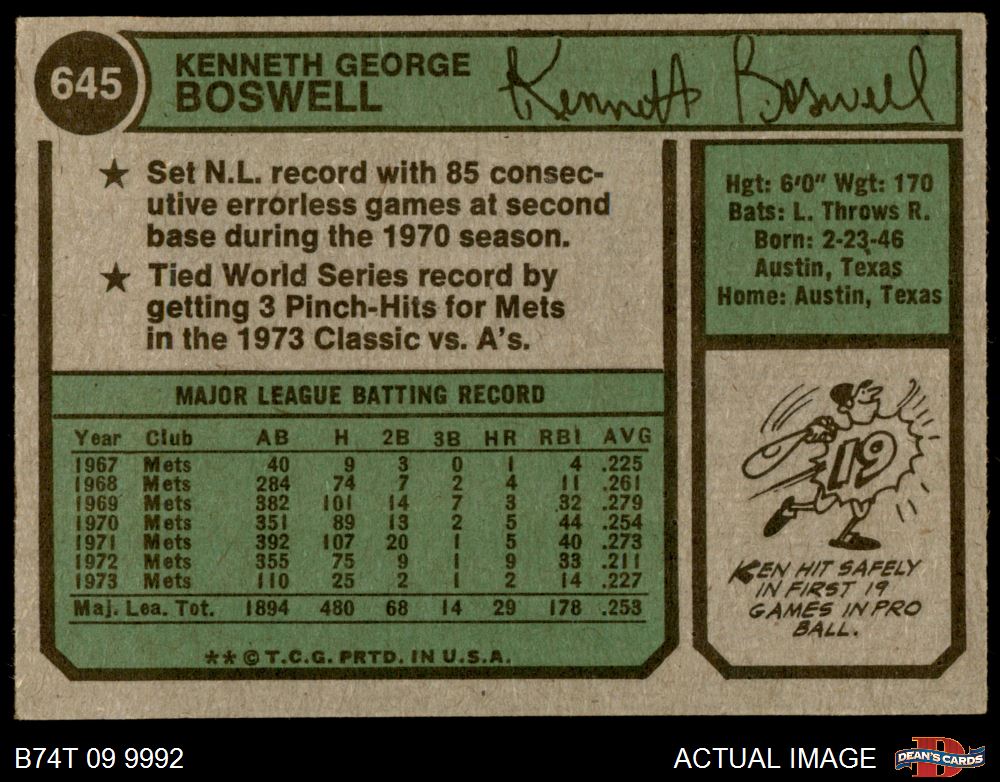 645
KENNETH GEORGE
BOSWELL
Kenneth Boswell
★ Set N.L. record with 85 consec-
utive errorless games at second
base during the 1970 season.
★ Tied World Series record by
getting 3 Pinch-Hits for Mets
in the 1973 Classic vs. A's.
Hgt: 6'0" Wgt: 170
Bats: L. Throws R.
Born: 2-23-46
Austin, Texas
Home: Austin, Texas
MAJOR LEAGUE BATTING RECORD
Year Club AB H 2B 3B HR RBI AVG
1967 Mets 40 9 3 0 1 4 .225
1968 Mets 284 74 7 2 4 11 .261
1969 Mets 382 101 14 7 3 32 .279
1970 Mets 351 89 13 2 5 44 .254
1971 Mets 392 107 20 1 5 40 .273
1972 Mets 355 75 9 1 9 33 .211
1973 Mets 110 25 2 1 2 14 .227
Maj. Lea. Tot. 1894 480 68 14 29 178 .253
** © T.C.G. PRTD. IN U.S.A.
19
KEN HIT SAFELY
IN FIRST 19
GAMES IN PRO
BALL.
B74T 09 9992
ACTUAL IMAGE
D
DEAN'S CARDS